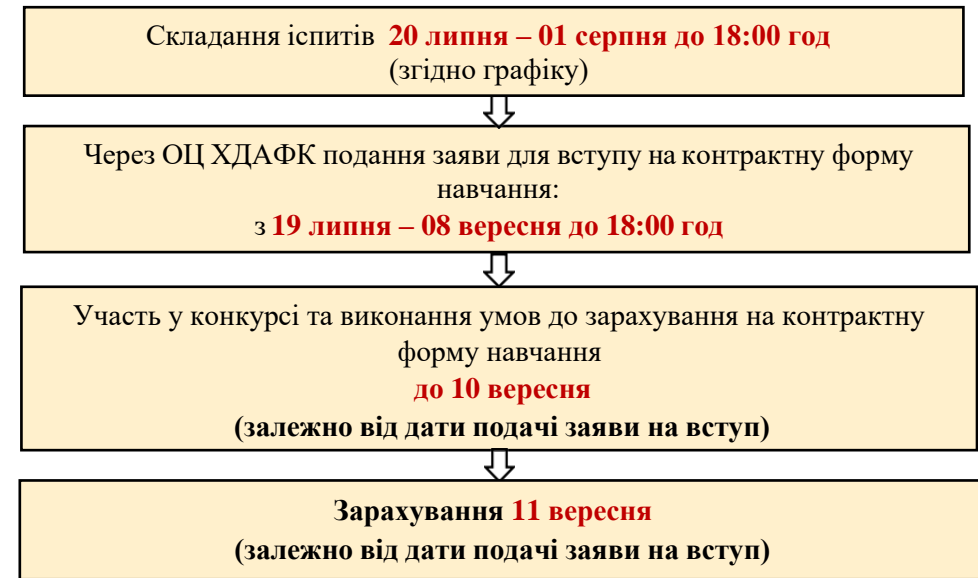 Складання іспитів 20 липня – 01 серпня до 18:00 год
(згідно графіку)
Через ОЦ ХДАФК подання заяви для вступу на контрактну форму
навчання:
з 19 липня – 08 вересня до 18:00 год
Участь у конкурсі та виконання умов до зарахування на контрактну
форму навчання
до 10 вересня
(залежно від дати подачі заяви на вступ)
Зарахування 11 вересня
(залежно від дати подачі заяви на вступ)